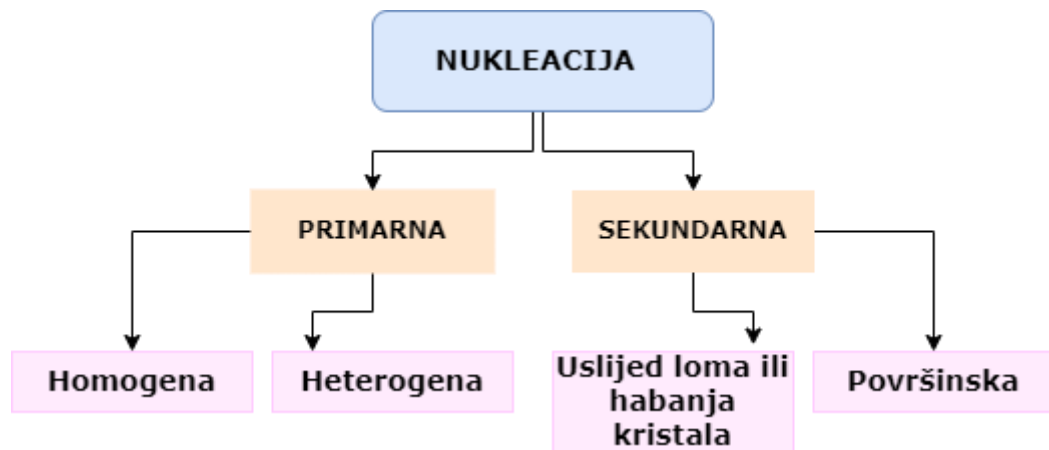 NUKLEACIJA
PRIMARNA
SEKUNDARNA
Homogena
Heterogena
Uslijed loma ili
habanja
kristala
Površinska